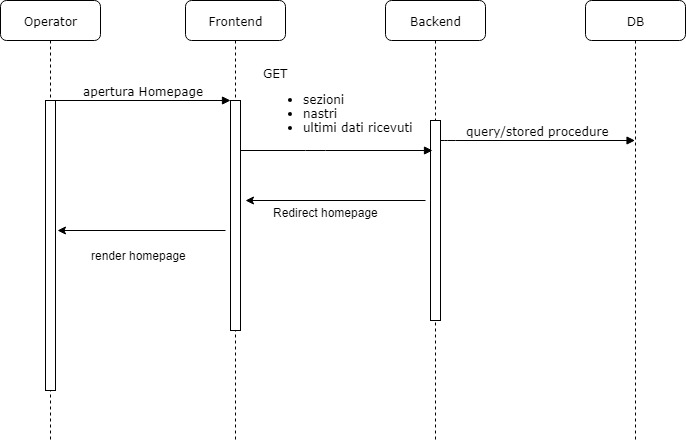 Operator
Frontend
Backend
DB
GET
apertura Homepage
• sezioni
• nastri
• ultimi dati ricevuti
query/stored procedure
Redirect homepage
render homepage